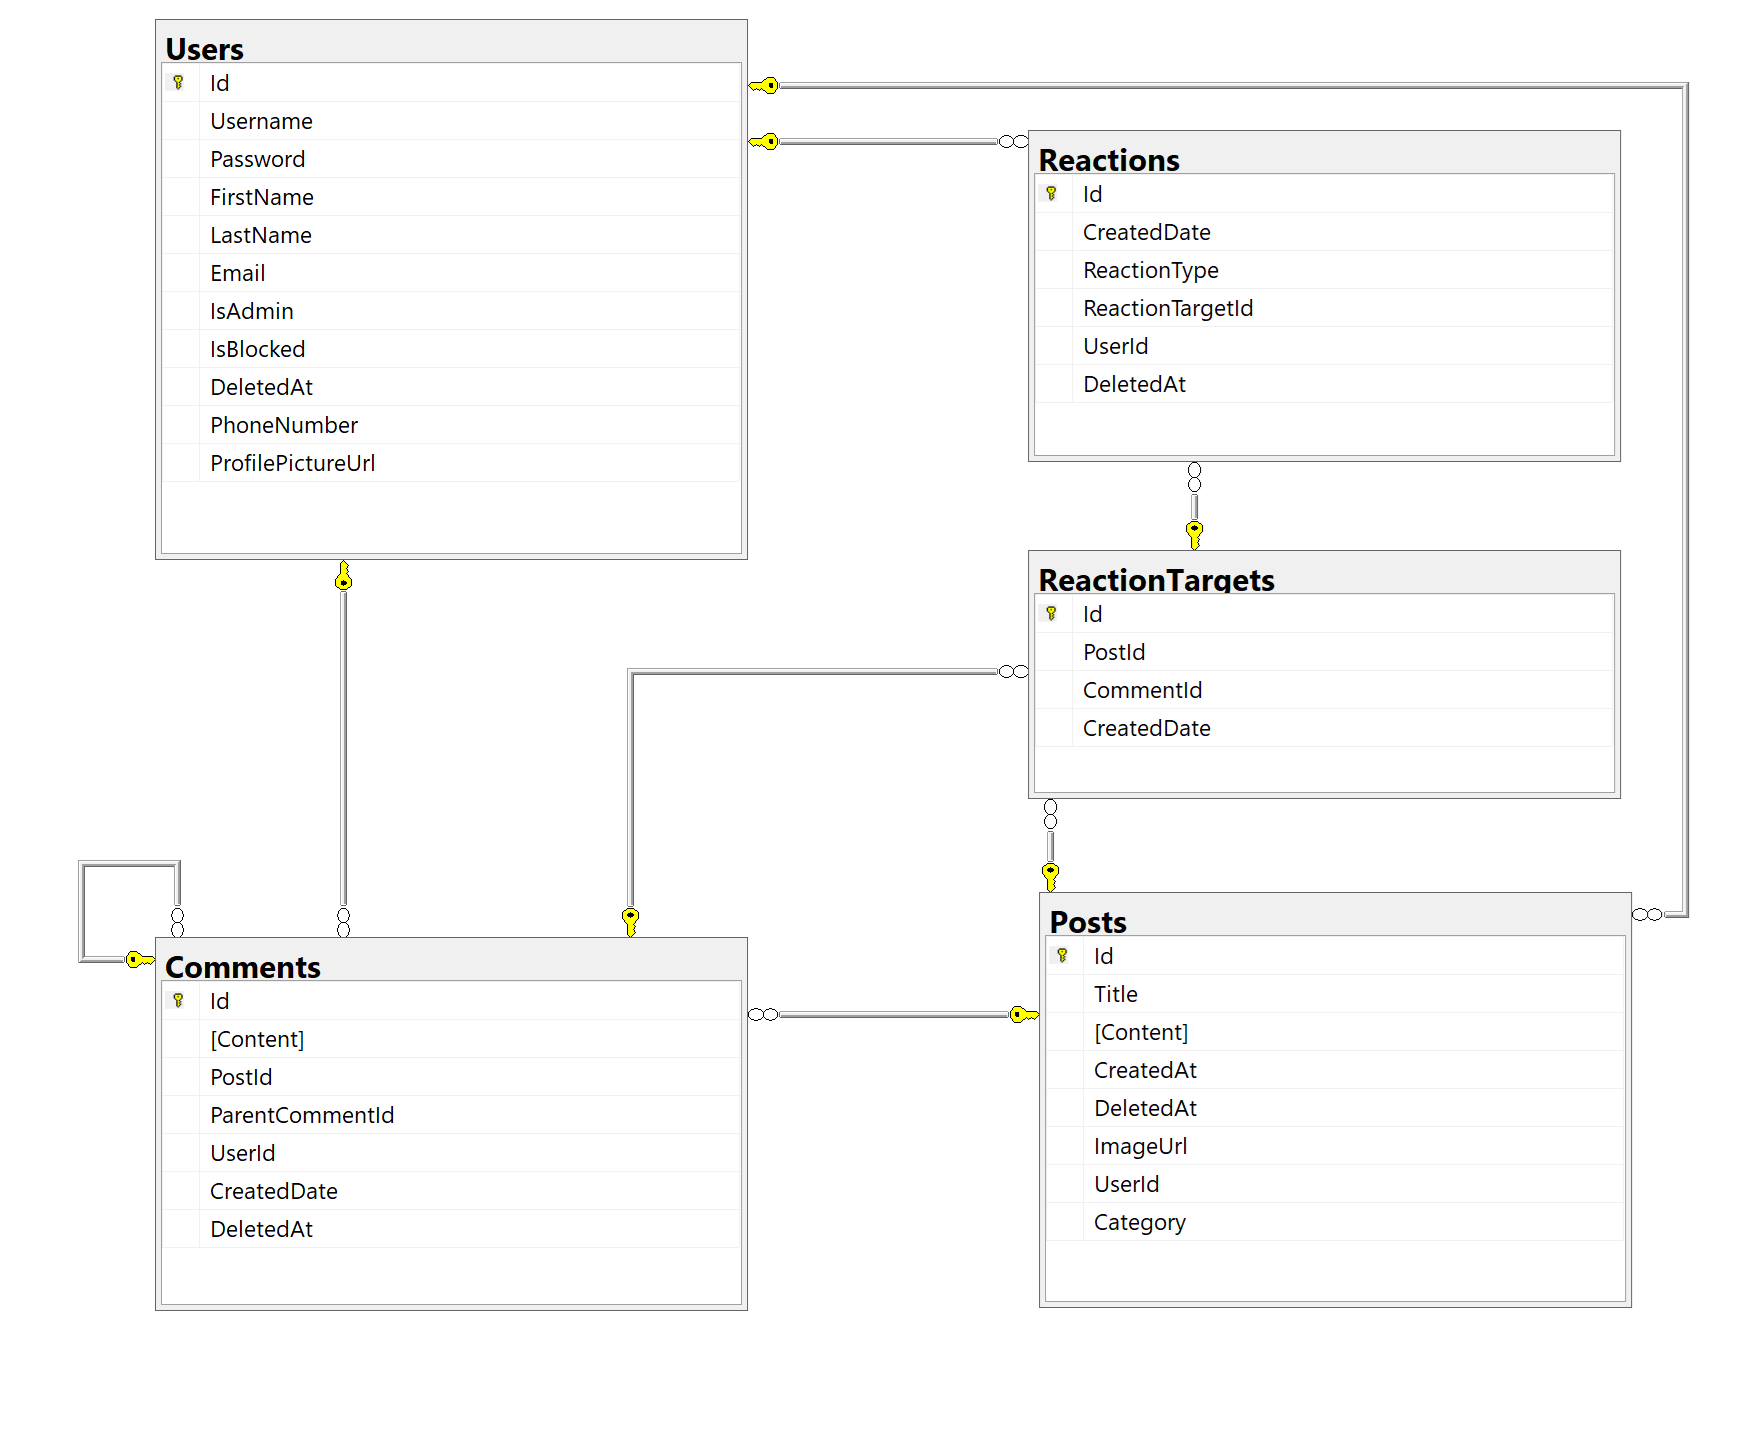 Users
Id
Username
Password
FirstName
LastName
Email
IsAdmin
IsBlocked
DeletedAt
PhoneNumber
ProfilePictureUrl
Reactions
Id
CreatedDate
ReactionType
ReactionTargetId
UserId
DeletedAt
ReactionTargets
Id
PostId
CommentId
CreatedDate
Comments
Id
[Content]
PostId
ParentCommentId
UserId
CreatedDate
DeletedAt
Posts
Id
Title
[Content]
CreatedAt
DeletedAt
ImageUrl
UserId
Category